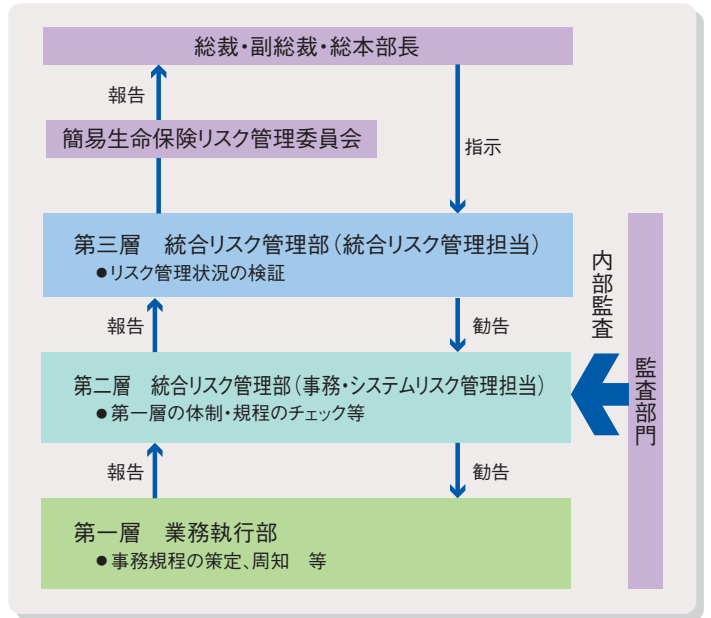 総裁・副総裁・総本部長
報告
簡易生命保険リスク管理委員会
指示
第三層　統合リスク管理部（統合リスク管理担当）
●リスク管理状況の検証
報告
勧告
第二層　統合リスク管理部（事務・システムリスク管理担当）
●第一層の体制・規程のチェック等
報告
勧告
第一層　業務執行部
●事務規程の策定、周知　等
内部監査
監査部門